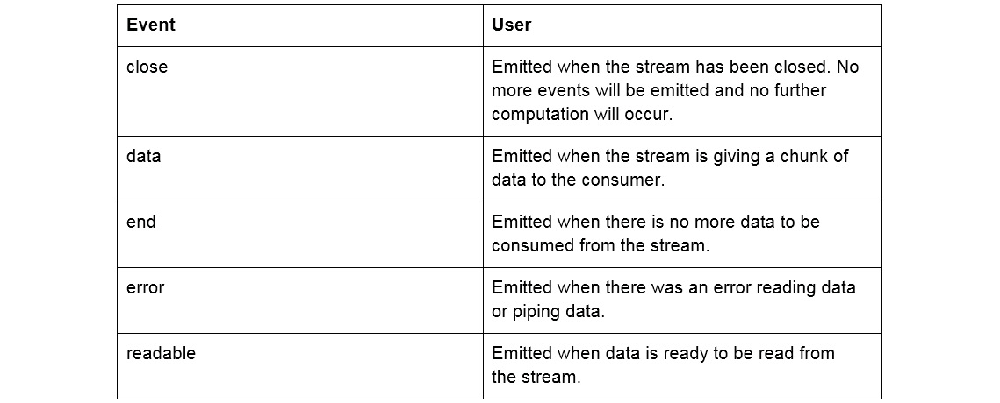 Event User
close Emitted when the stream has been closed. No
more events will be emitted and no further
computation will occur.
data Emitted when the stream is giving a chunk of
data to the consumer.
end Emitted when there is no more data to be
consumed from the stream.
error Emitted when there was an error reading data
or piping data.
readable Emitted when data is ready to be read from
the stream.